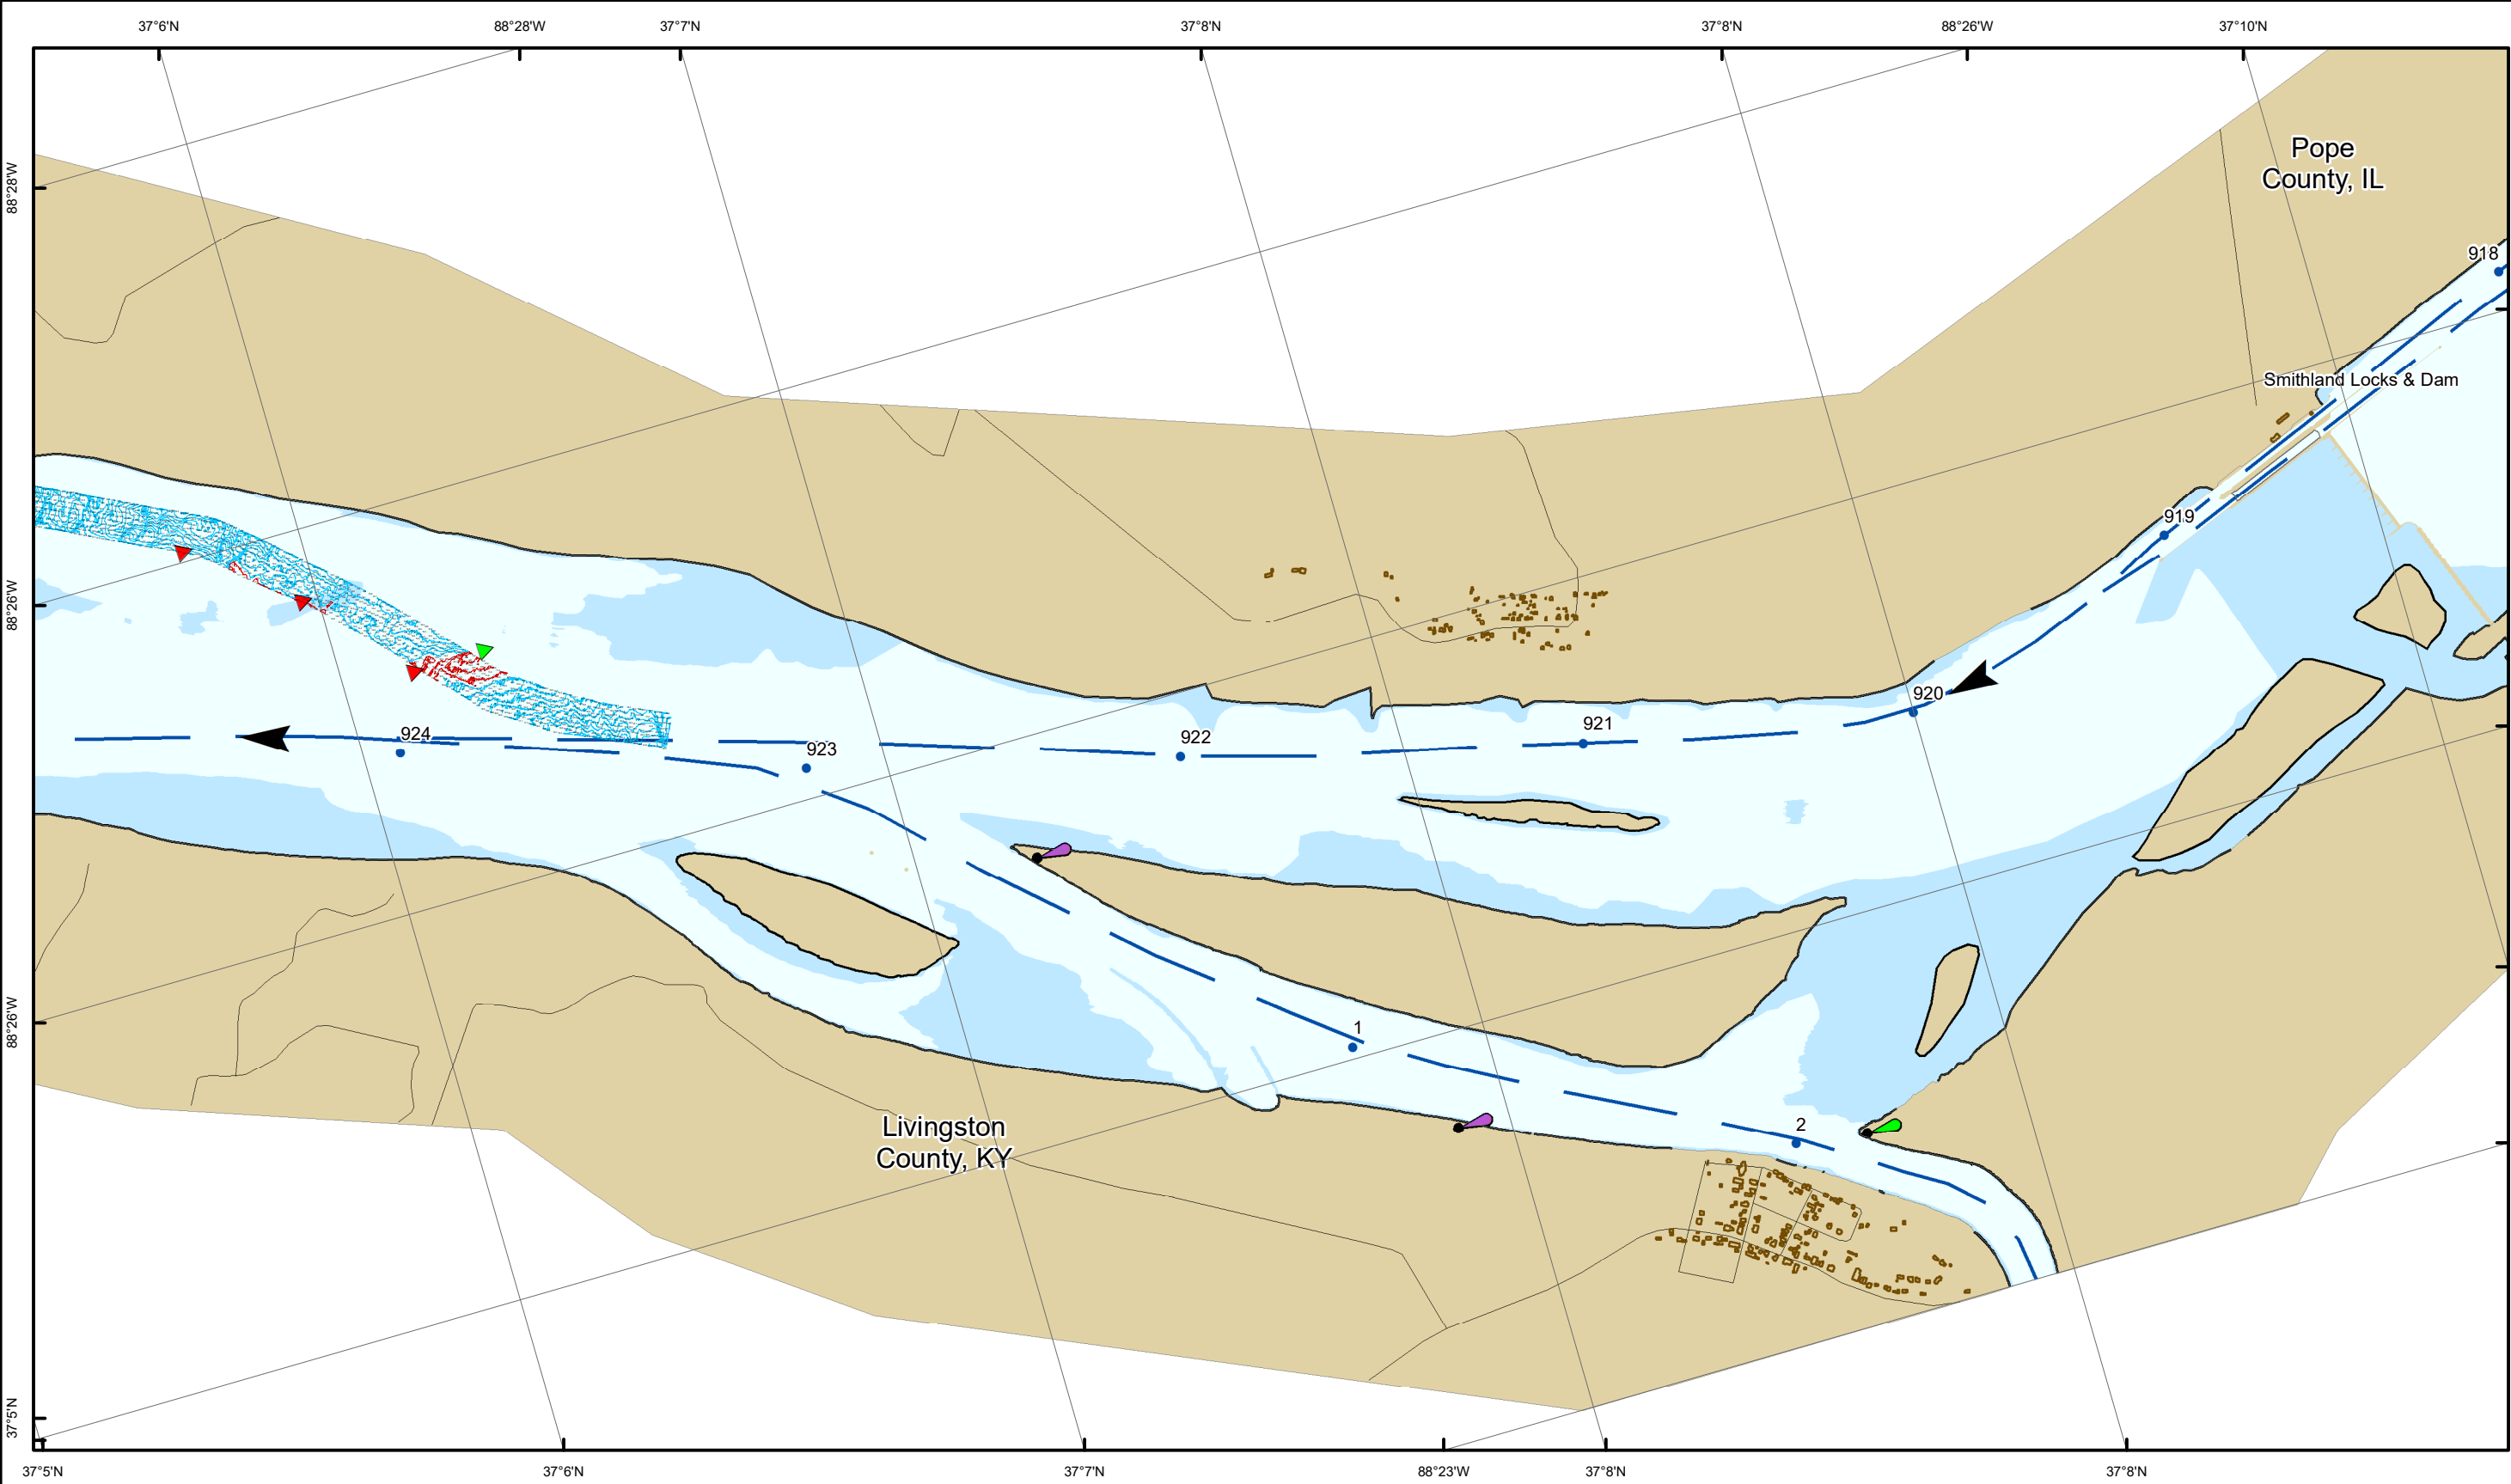 37°6'N
88°28'W
37°7'N
37°8'N
37°8'N
88°26'W
37°10'N
88°28'W
Pope
County, IL
918
Smithland Locks & Dam
919
88°26'W
920
921
922
923
924
88°26'W
1
2
Livingston
County, KY
37°5'N
37°5'N
37°6'N
37°7'N
88°23'W
37°8'N
37°8'N